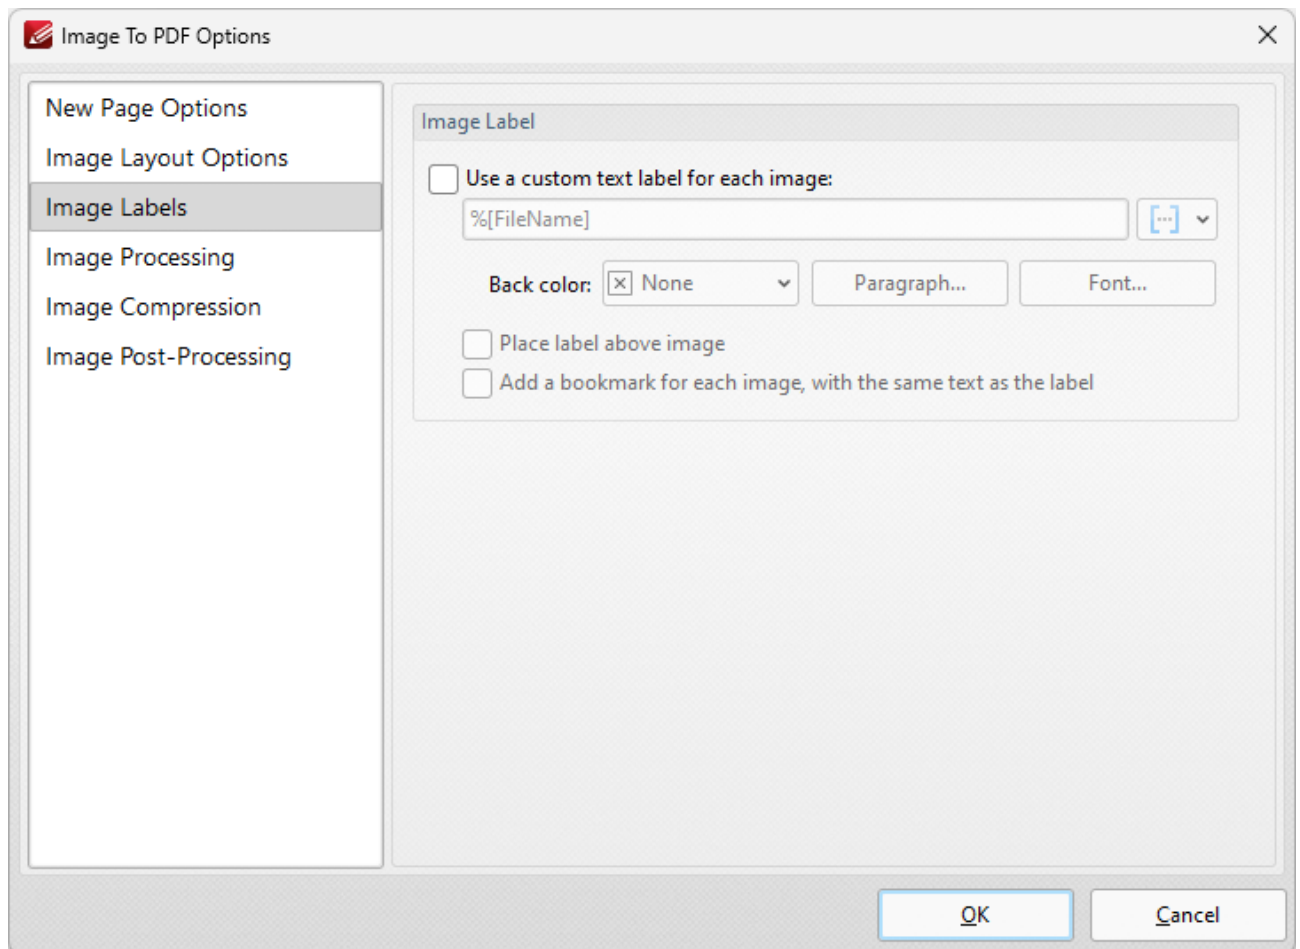 Image To PDF Options
New Page Options
Image Layout Options
Image Labels
Image Processing
Image Compression
Image Post-Processing
Image Label
Use a custom text label for each image:
%[FileName]
Back color: None Paragraph... Font...
Place label above image
Add a bookmark for each image, with the same text as the label
OK Cancel